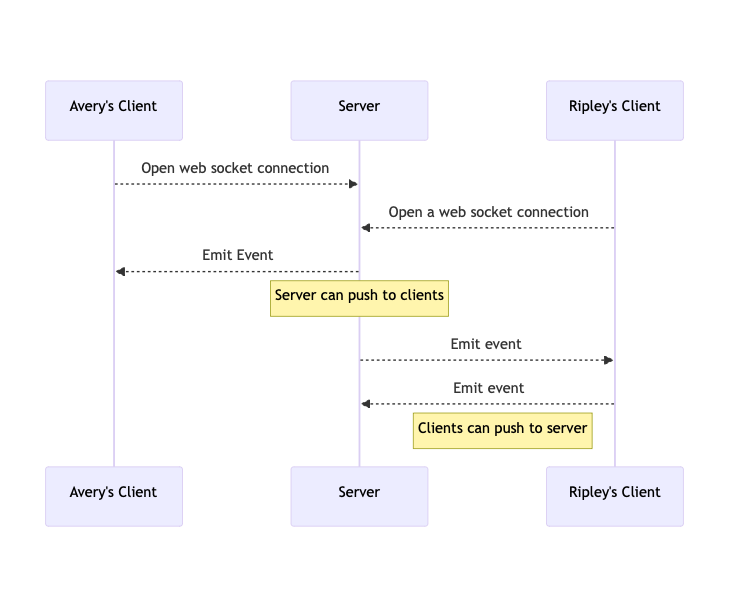 Avery's Client
Server
Ripley's Client
Open web socket connection
Open a web socket connection
Emit Event
Server can push to clients
Emit event
Emit event
Clients can push to server
Avery's Client
Server
Ripley's Client